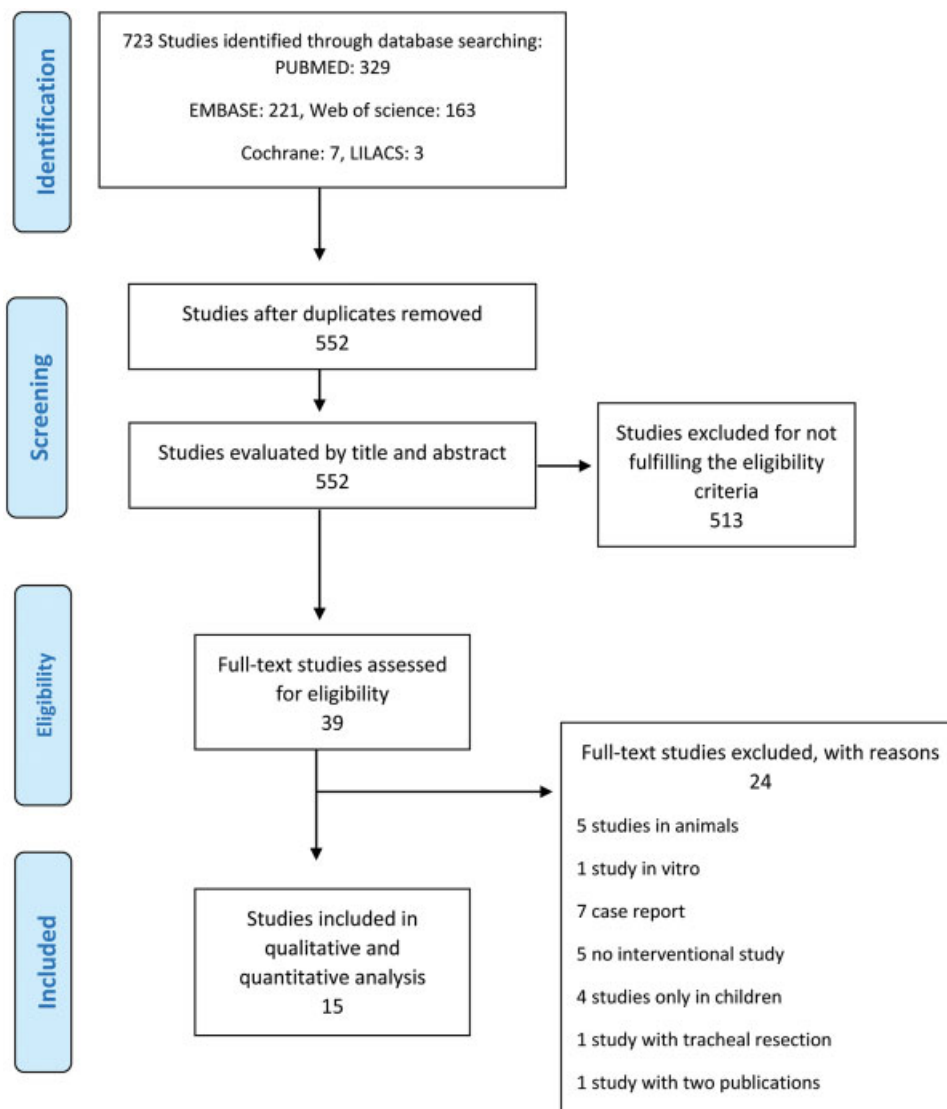 Identification
723 Studies identified through database searching:
PUBMED: 329
EMBASE: 221, Web of science: 163
Cochrane: 7, LILACS: 3
Screening
Studies after duplicates removed
552
Studies evaluated by title and abstract
552
Studies excluded for not
fulfilling the eligibility
criteria
513
Eligibility
Full-text studies assessed
for eligibility
39
Full-text studies excluded, with reasons
24
5 studies in animals
1 study in vitro
7 case report
5 no interventional study
4 studies only in children
1 study with tracheal resection
1 study with two publications
Included
Studies included in
qualitative and
quantitative analysis
15